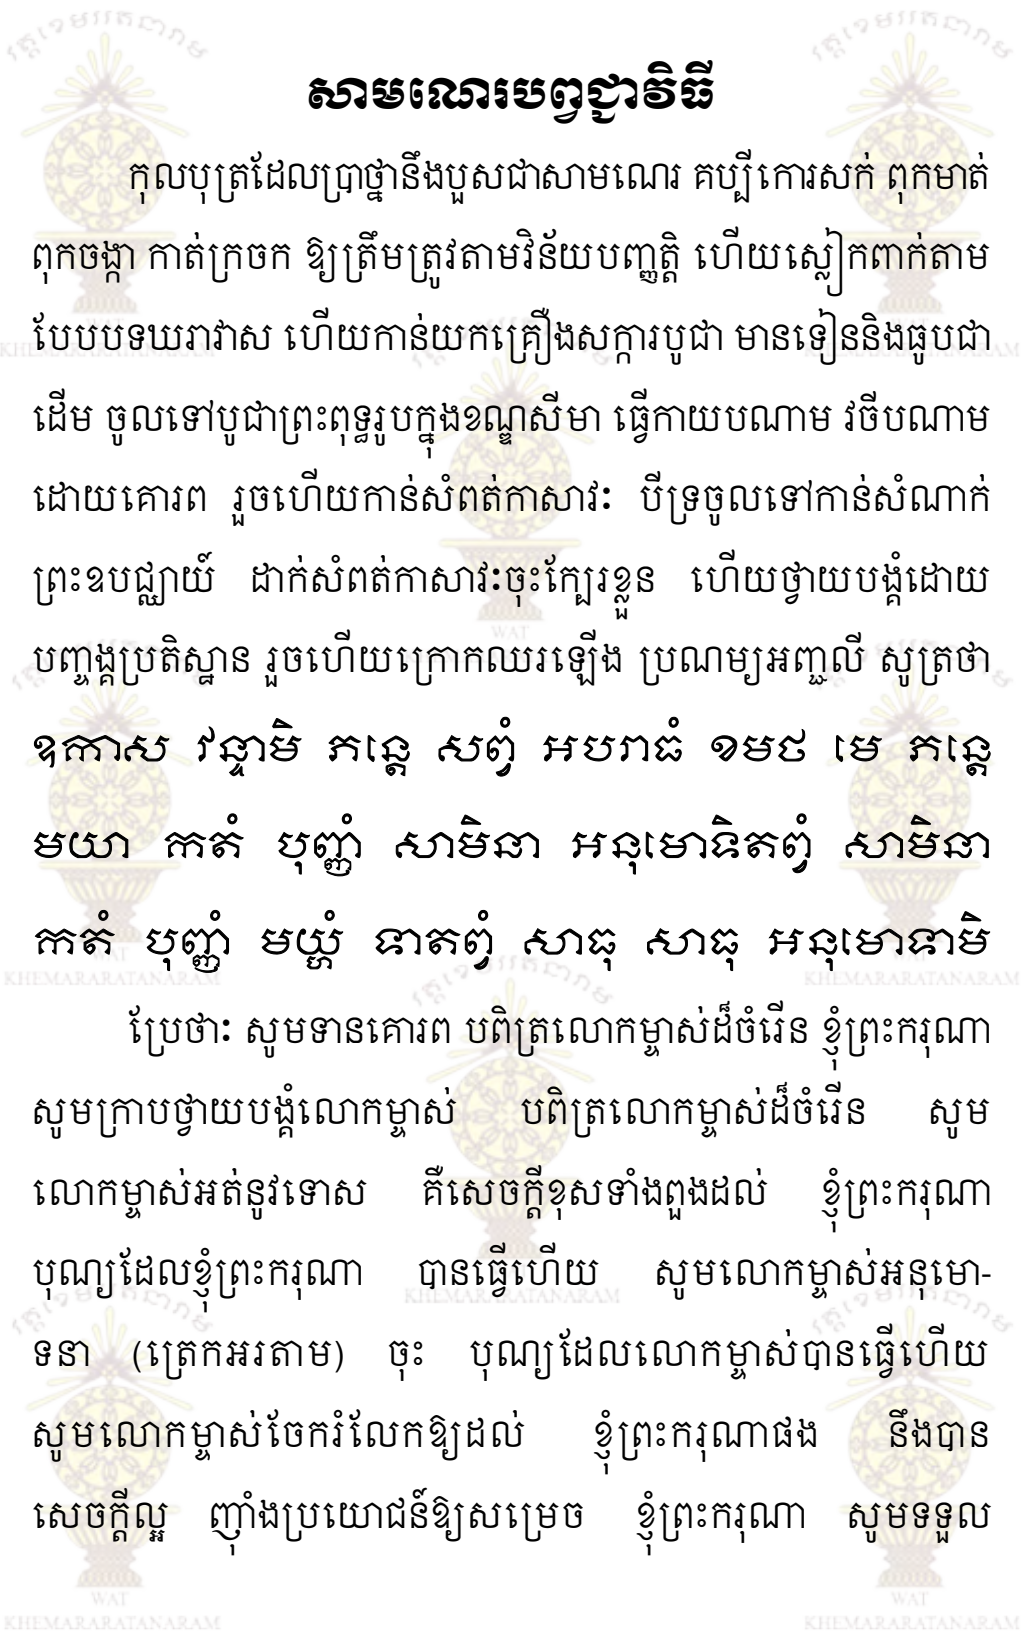 សាមណេរបព្វជ្ជាវិធី
កុលបុត្រដែលប្រាថ្នានឹងបួសជាសាមណេរ គប្បីកោរសក់ ពុកមាត់
ពុកចង្កា កាត់ក្រចក ឱ្យត្រឹមត្រូវតាមវិន័យបញ្ញត្តិ ហើយស្លៀកពាក់តាម
បែបបទឃរាវាស ហើយកាន់យកគ្រឿងសក្ការបូជា មានទៀននិងធូបជា
ដើម ចូលទៅបូជាព្រះពុទ្ធរូបក្នុងខណ្ឌសីមា ធ្វើកាយបណាម វចីបណាម
ដោយគោរព រួចហើយកាន់សំពត់កាសាវៈ បីទ្រចូលទៅកាន់សំណាក់
ព្រះឧបជ្ឈាយ៍ ដាក់សំពត់កាសាវៈចុះក្បែរខ្លួន ហើយថ្វាយបង្គំដោយ
បញ្ចង្គប្រតិស្ឋាន រួចហើយក្រោកឈរឡើង ប្រណម្យអញ្ជលី សូត្រថា
ឧកាស វន្ទាមិ ភន្តេ សព្វំ អបរាធំ ខមថ មេ ភន្តេ
មយា កតំ បុញ្ញំ សាមិនា អនុមោទិតព្វំ សាមិនា
កតំ បុញ្ញំ មយ្ហំ ទាតព្វំ សាធុ សាធុ អនុមោទាមិ
ប្រែថាៈ សូមទានគោរព បពិត្រលោកម្ចាស់ដ៏ចំរើន ខ្ញុំព្រះករុណា
សូមក្រាបថ្វាយបង្គំលោកម្ចាស់ បពិត្រលោកម្ចាស់ដ៏ចំរើន សូម
លោកម្ចាស់អត់នូវទោស គឺសេចក្តីខុសទាំងពួងដល់ ខ្ញុំព្រះករុណា
បុណ្យដែលខ្ញុំព្រះករុណា បានធ្វើហើយ សូមលោកម្ចាស់អនុមោ-
ទនា (ត្រេកអរតាម) ចុះ បុណ្យដែលលោកម្ចាស់បានធ្វើហើយ
សូមលោកម្ចាស់ចែករំលែកឱ្យដល់ ខ្ញុំព្រះករុណាផង នឹងបាន
សេចក្តីល្អ ញ៉ាំងប្រយោជន៍ឱ្យសម្រេច ខ្ញុំព្រះករុណា សូមទទួល
WAT
KHEMARARATANARAM